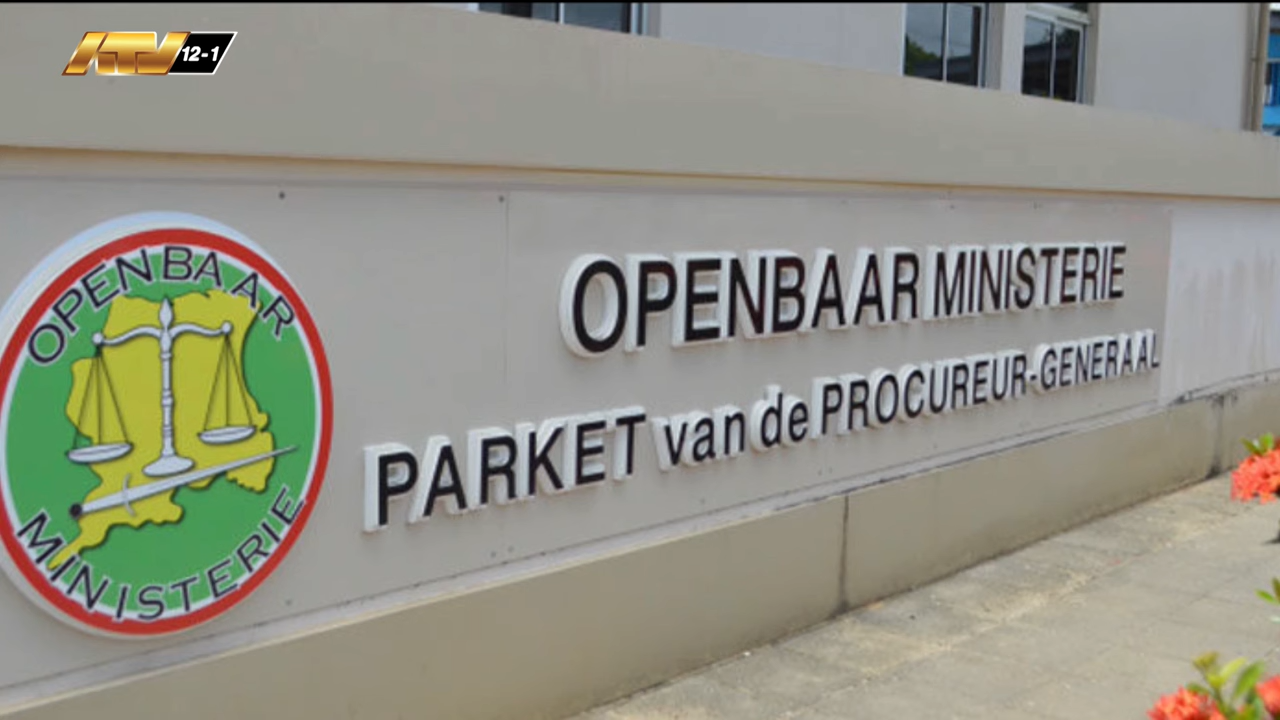 ATV 12-1
OPENBAAR MINISTERIE
PARKET van de PROCUREUR-GENERAAL
OPENBAAR
MINISTERIE